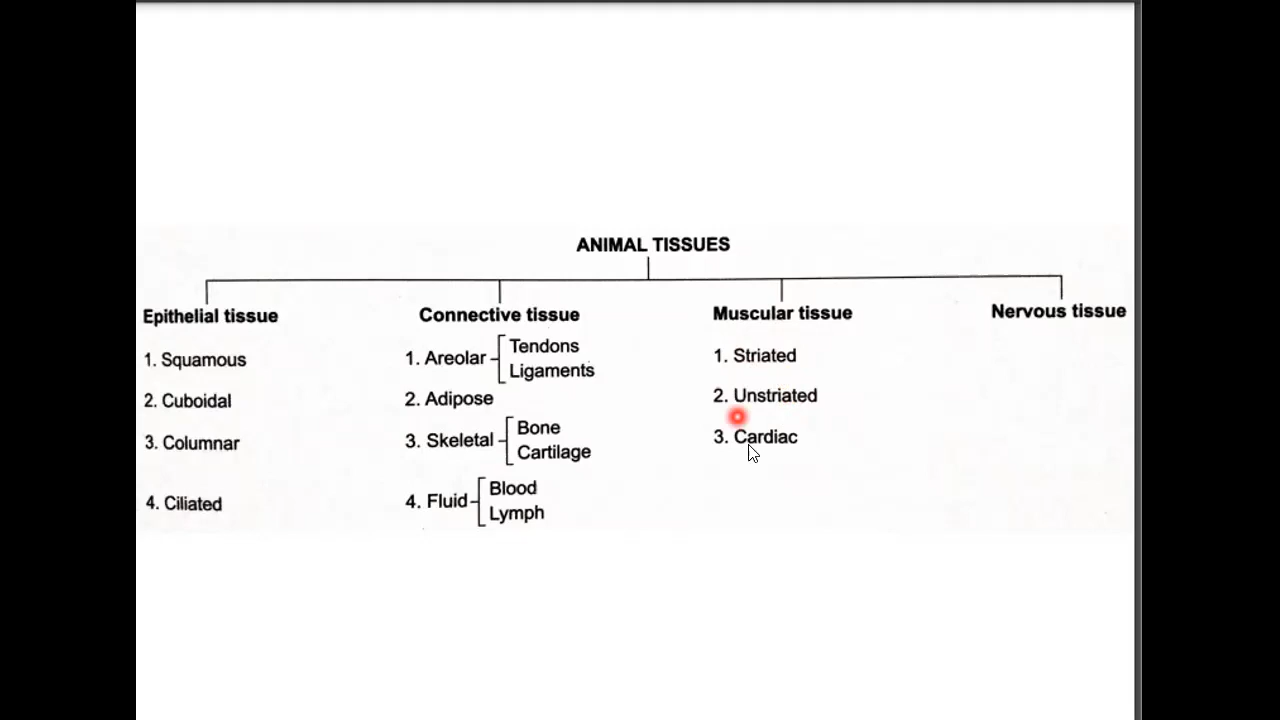 ANIMAL TISSUES
Epithelial tissue
1. Squamous
2. Cuboidal
3. Columnar
4. Ciliated
Connective tissue
1. Areolar
Tendons
Ligaments
2. Adipose
3. Skeletal
Bone
Cartilage
4. Fluid
Blood
Lymph
Muscular tissue
1. Striated
2. Unstriated
3. Cardiac
Nervous tissue